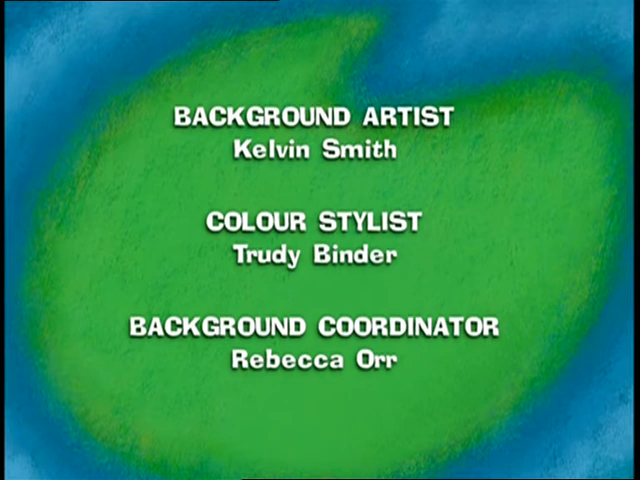 BACKGROUND ARTIST
Kelvin Smith
COLOUR STYLIST
Trudy Binder
BACKGROUND COORDINATOR
Rebecca Orr